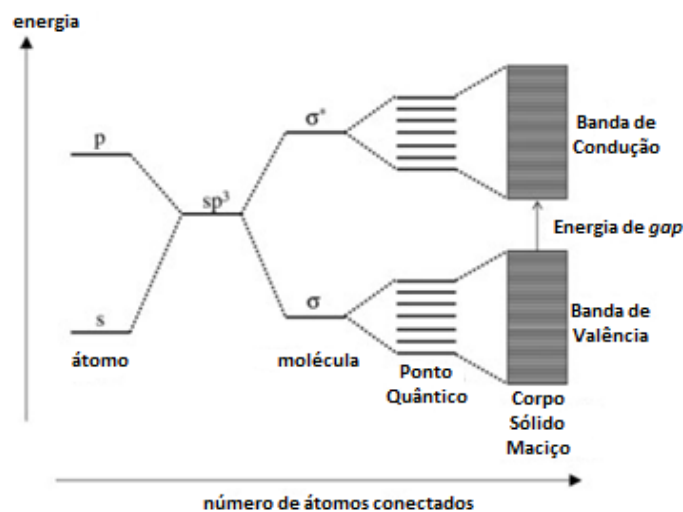 energia
σ*
Banda de
Condução
p
sp³
Energia de gap
σ
Banda de
Valência
s
átomo
molécula
Ponto
Quântico
Corpo
Sólido
Maciço
número de átomos conectados